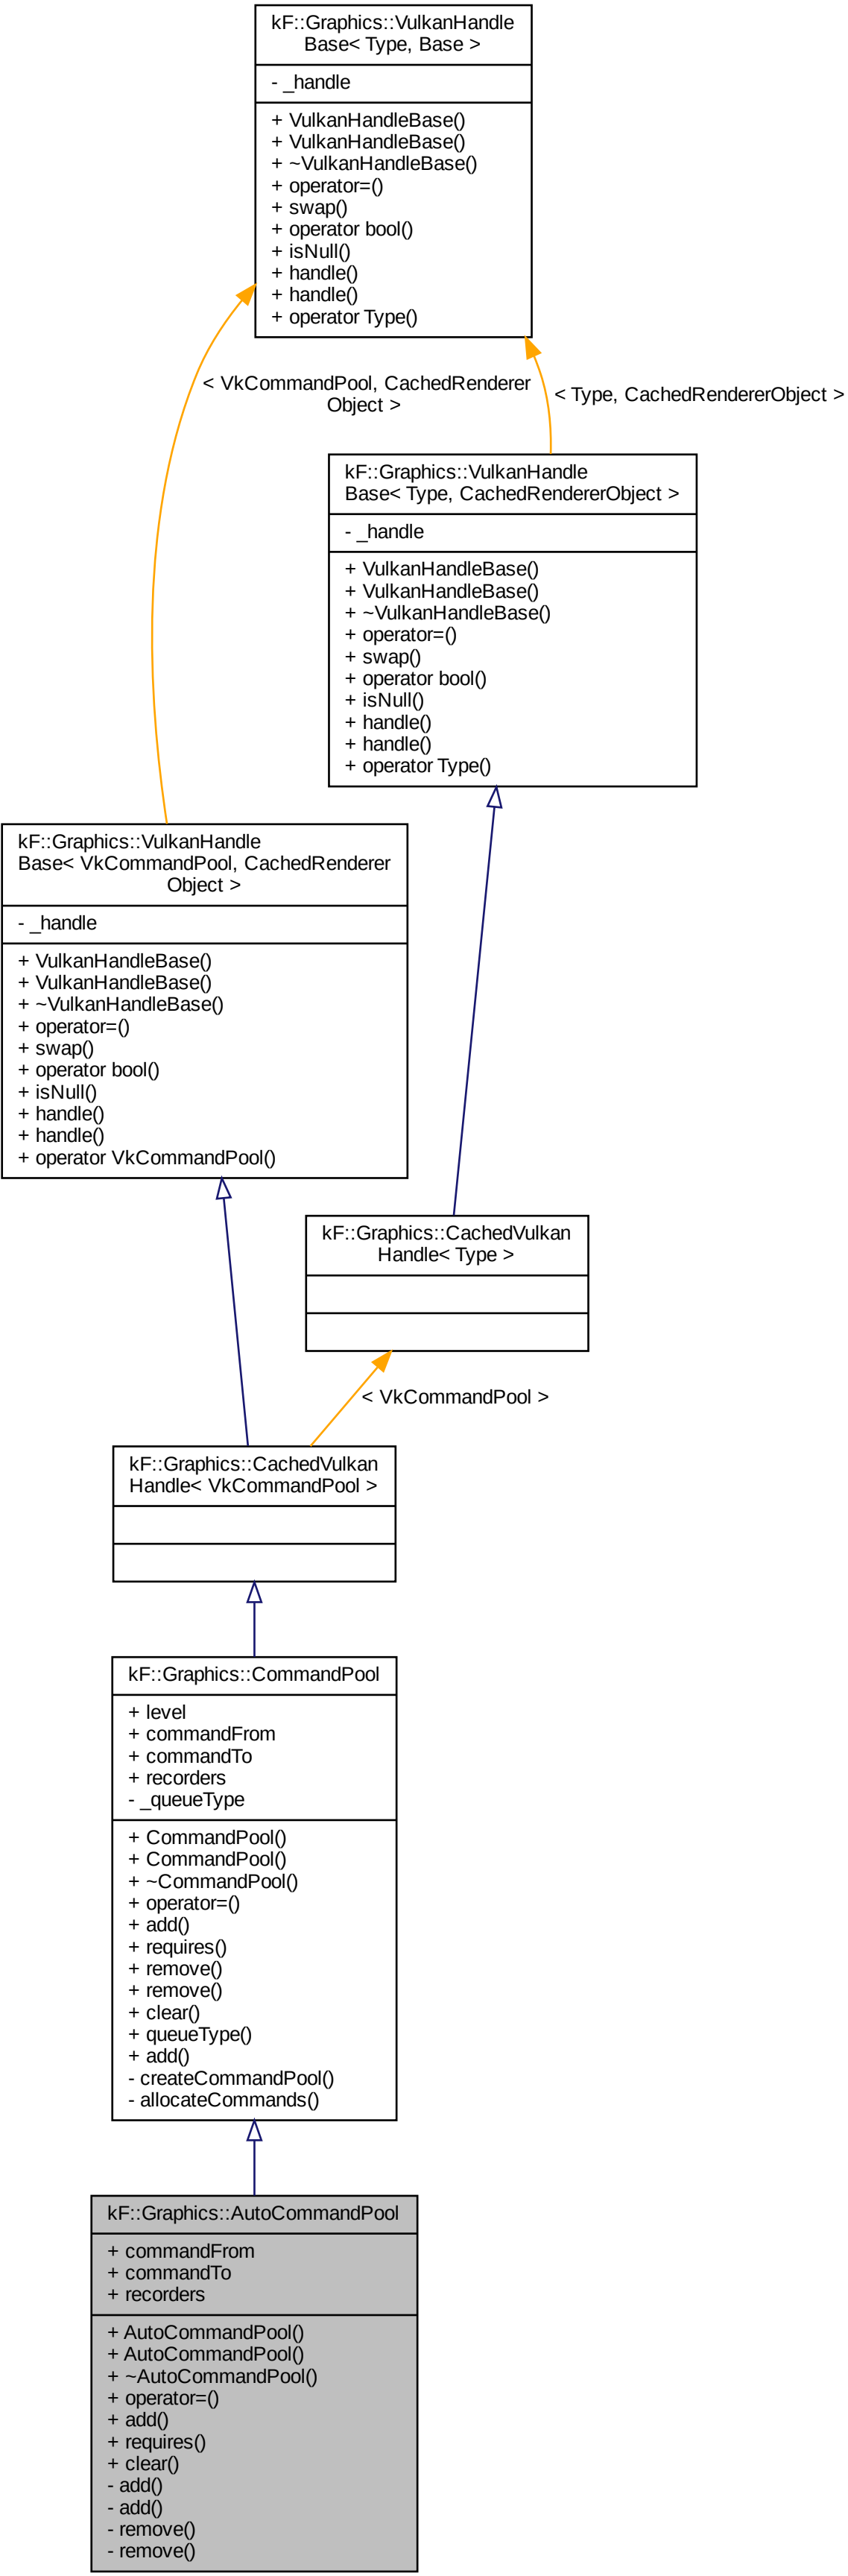 kF::Graphics::VulkanHandle
Base< Type, Base >
- _handle
+ VulkanHandleBase()
+ VulkanHandleBase()
+ ~VulkanHandleBase()
+ operator=()
+ swap()
+ operator bool()
+ isNull()
+ handle()
+ handle()
+ operator Type()
< VkCommandPool, CachedRenderer
Object >
< Type, CachedRendererObject >
kF::Graphics::VulkanHandle
Base< Type, CachedRendererObject >
- _handle
+ VulkanHandleBase()
+ VulkanHandleBase()
+ ~VulkanHandleBase()
+ operator=()
+ swap()
+ operator bool()
+ isNull()
+ handle()
+ handle()
+ operator Type()
kF::Graphics::VulkanHandle
Base< VkCommandPool, CachedRenderer
Object >
- _handle
+ VulkanHandleBase()
+ VulkanHandleBase()
+ ~VulkanHandleBase()
+ operator=()
+ swap()
+ operator bool()
+ isNull()
+ handle()
+ handle()
+ operator VkCommandPool()
kF::Graphics::CachedVulkan
Handle< Type >
< VkCommandPool >
kF::Graphics::CachedVulkan
Handle< VkCommandPool >
kF::Graphics::CommandPool
+ level
+ commandFrom
+ commandTo
+ recorders
- _queueType
+ CommandPool()
+ CommandPool()
+ ~CommandPool()
+ operator=()
+ add()
+ requires()
+ remove()
+ remove()
+ clear()
+ queueType()
+ add()
- createCommandPool()
- allocateCommands()
kF::Graphics::AutoCommandPool
+ commandFrom
+ commandTo
+ recorders
+ AutoCommandPool()
+ AutoCommandPool()
+ ~AutoCommandPool()
+ operator=()
+ add()
+ requires()
+ clear()
- add()
- add()
- remove()
- remove()